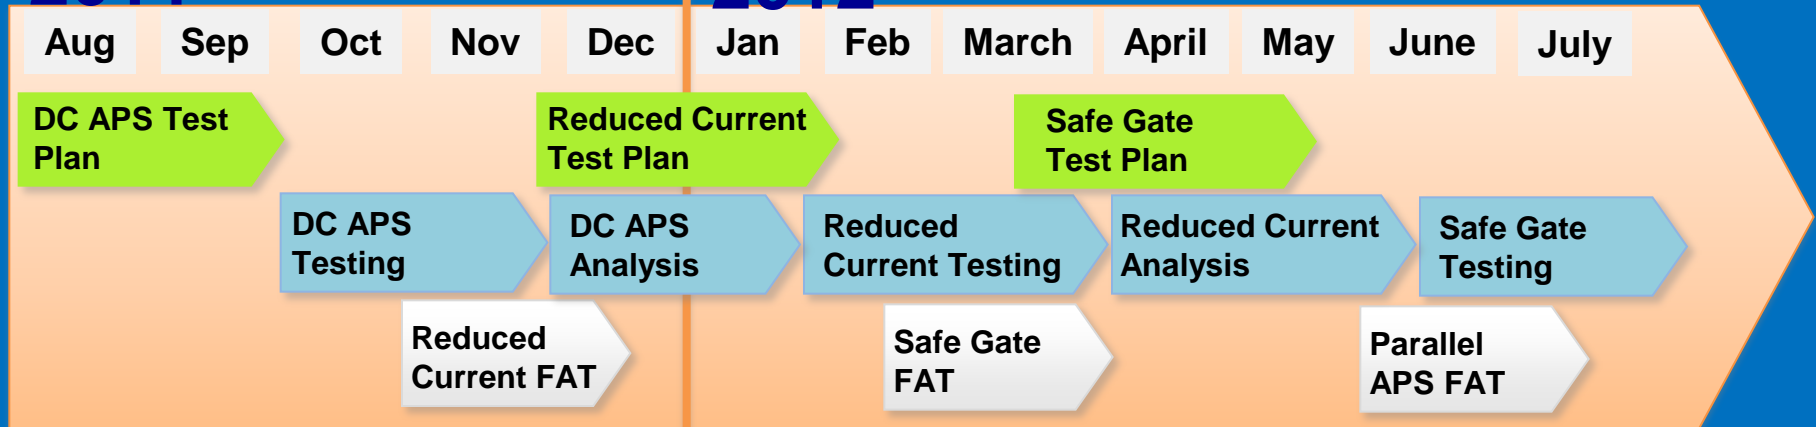 2011 2012
Aug Sep Oct Nov Dec Jan Feb March April May June July
DC APS Test
Plan
Reduced Current
Test Plan
Safe Gate
Test Plan
DC APS
Testing
DC APS
Analysis
Reduced
Current Testing
Reduced Current
Analysis
Safe Gate
Testing
Reduced
Current FAT
Safe Gate
FAT
Parallel
APS FAT